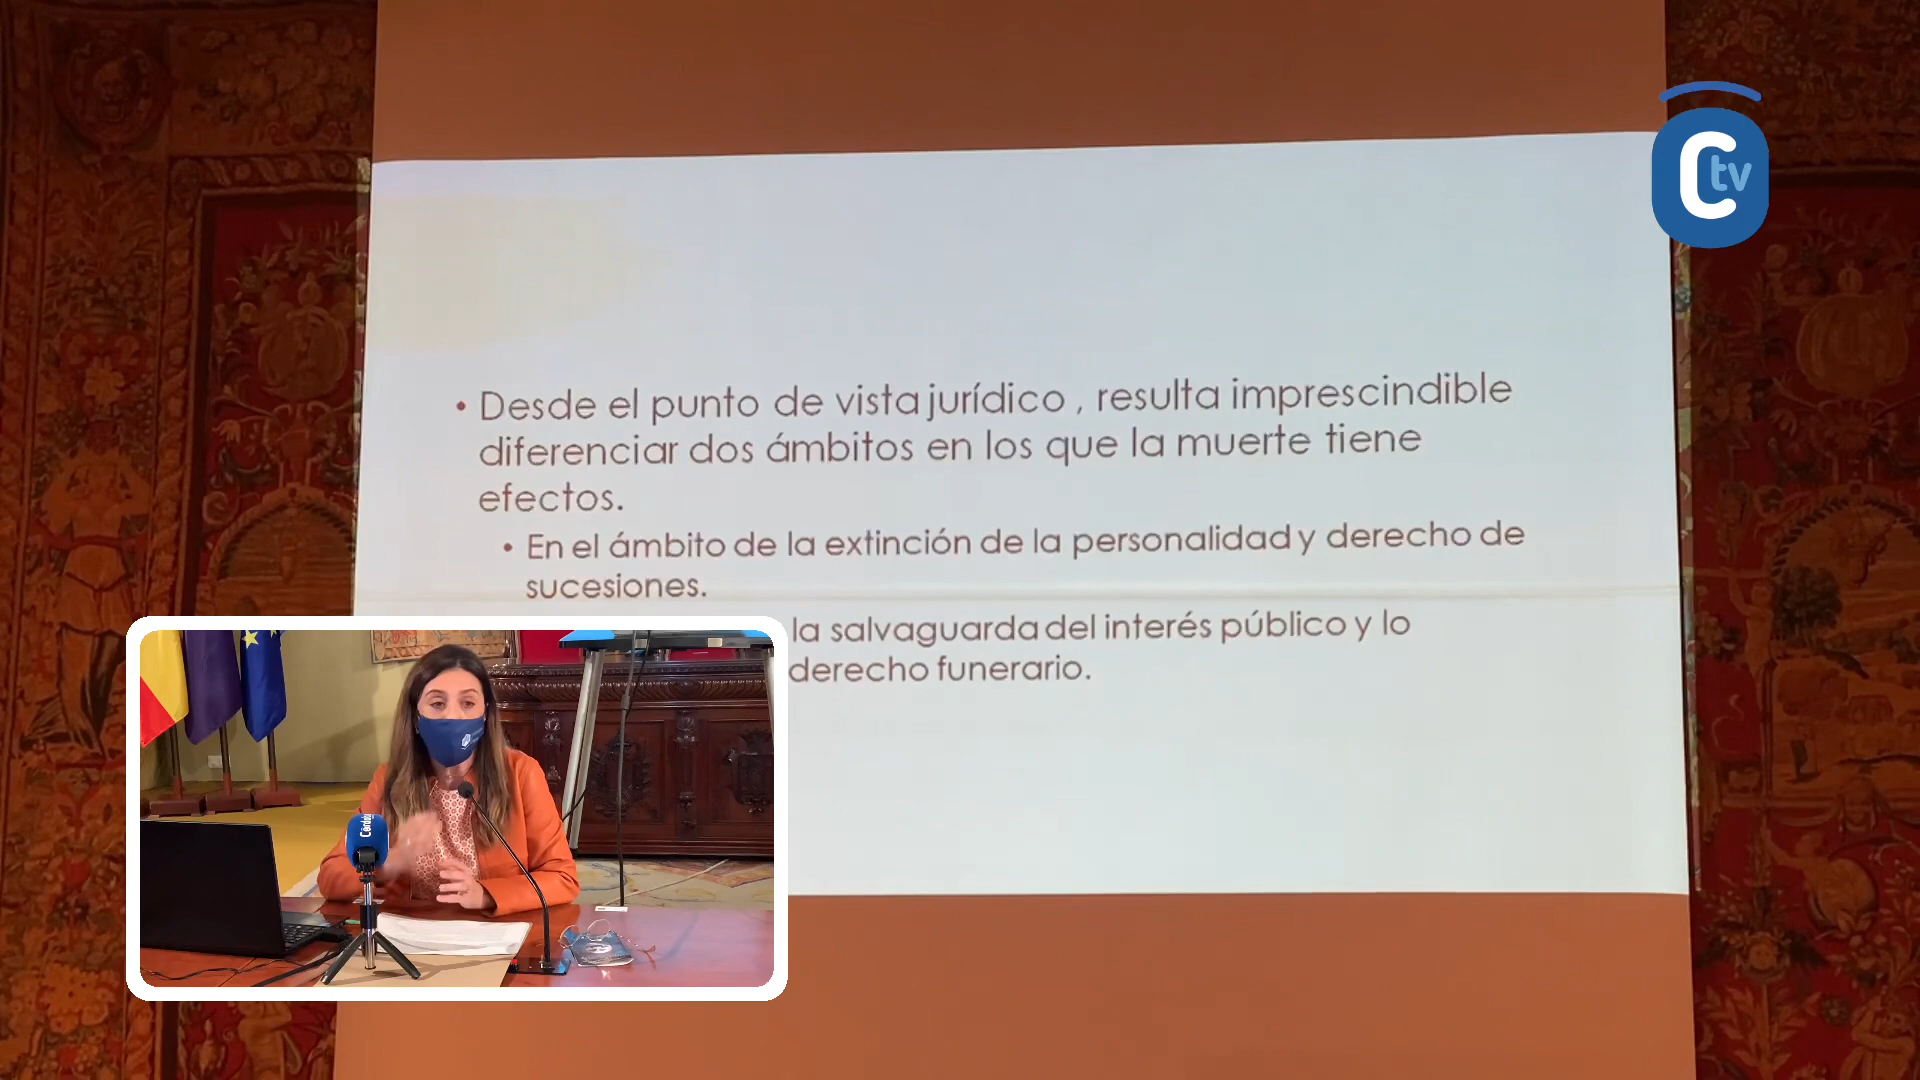 • Desde el punto de vista jurídico , resulta imprescindible
diferenciar dos ámbitos en los que la muerte tiene
efectos.
• En el ámbito de la extinción de la personalidad y derecho de
sucesiones.
la salvaguarda del interés público y lo
derecho funerario.
Ctv
Córdoba